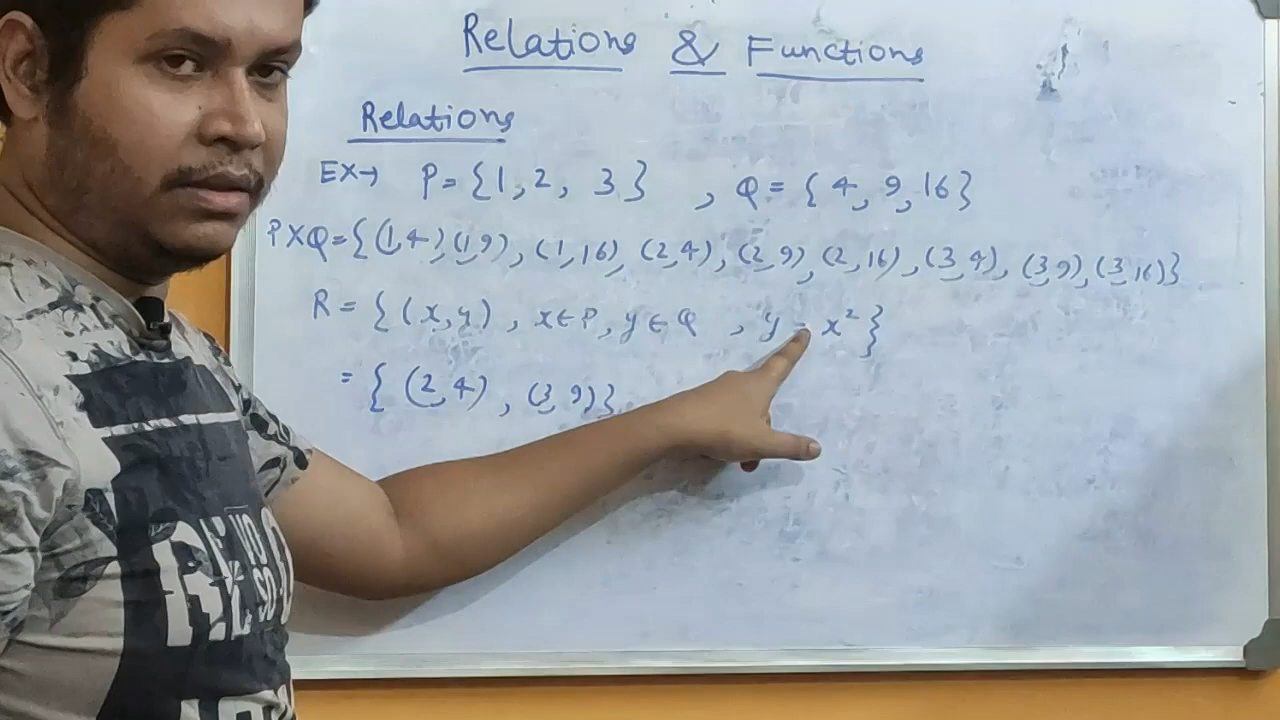 Relations & Functions
Relations
EX→ P={1,2, 3} , Q={4,9,16}
PXQ={(1,4),(1,9),(1,16),(2,4),(2,9),(2,16),(3,4),(3,9),(3,16)}
R={(x,y), x∈P, y∈Q , y = x²}
={(2,4), (3,9)}